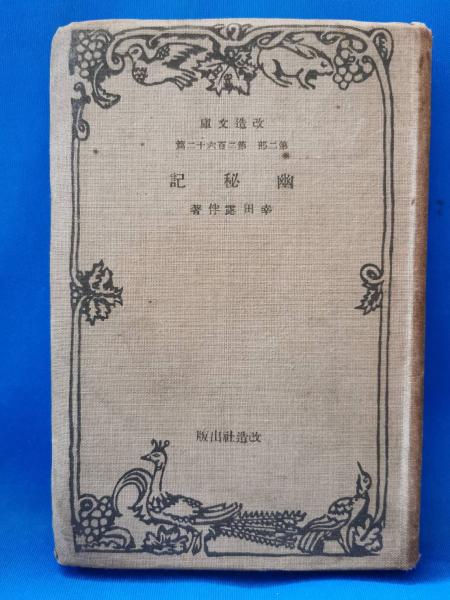 改造文庫
第二部 第二百六十二篇
幽秘記
幸田露伴著
改造社出版